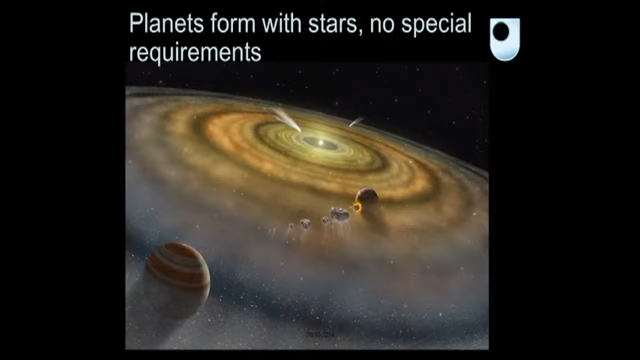 Planets form with stars, no special
requirements